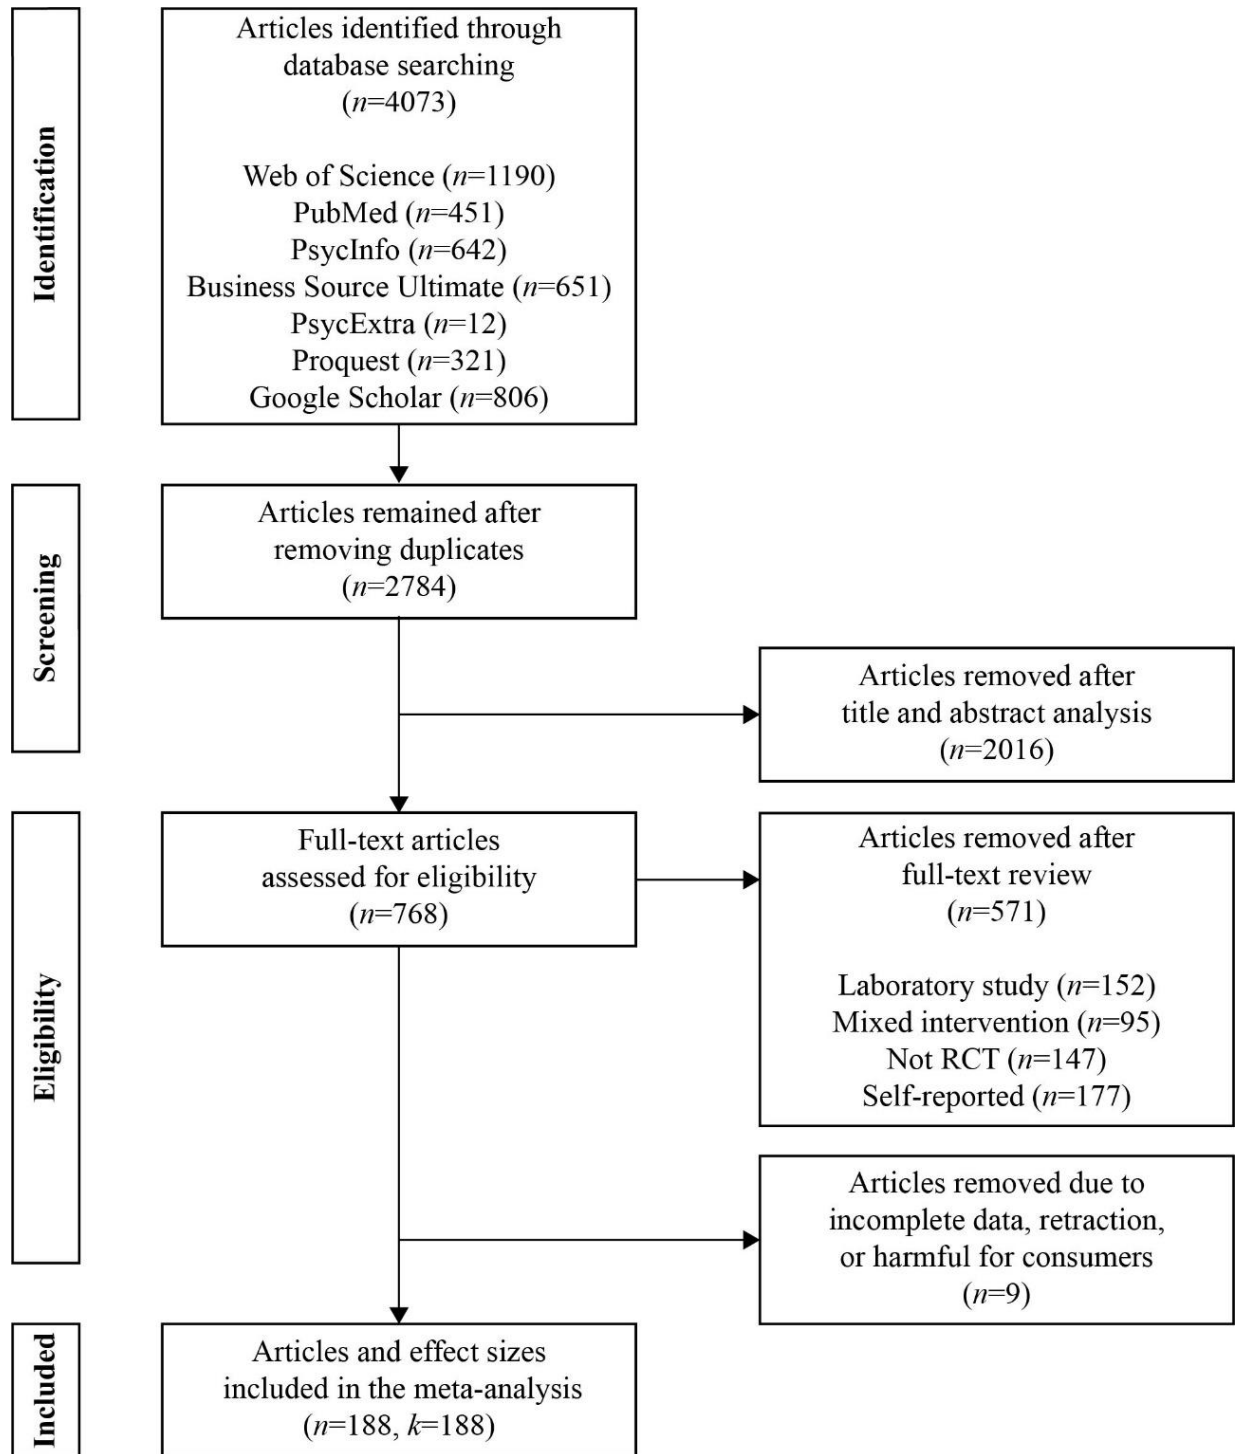 Identification
Articles identified through
database searching
(n=4073)
Web of Science (n=1190)
PubMed (n=451)
PsycInfo (n=642)
Business Source Ultimate (n=651)
PsycExtra (n=12)
Proquest (n=321)
Google Scholar (n=806)
Screening
Articles remained after
removing duplicates
(n=2784)
Articles removed after
title and abstract analysis
(n=2016)
Eligibility
Full-text articles
assessed for eligibility
(n=768)
Articles removed after
full-text review
(n=571)
Laboratory study (n=152)
Mixed intervention (n=95)
Not RCT (n=147)
Self-reported (n=177)
Articles removed due to
incomplete data, retraction,
or harmful for consumers
(n=9)
Included
Articles and effect sizes
included in the meta-analysis
(n=188, k=188)